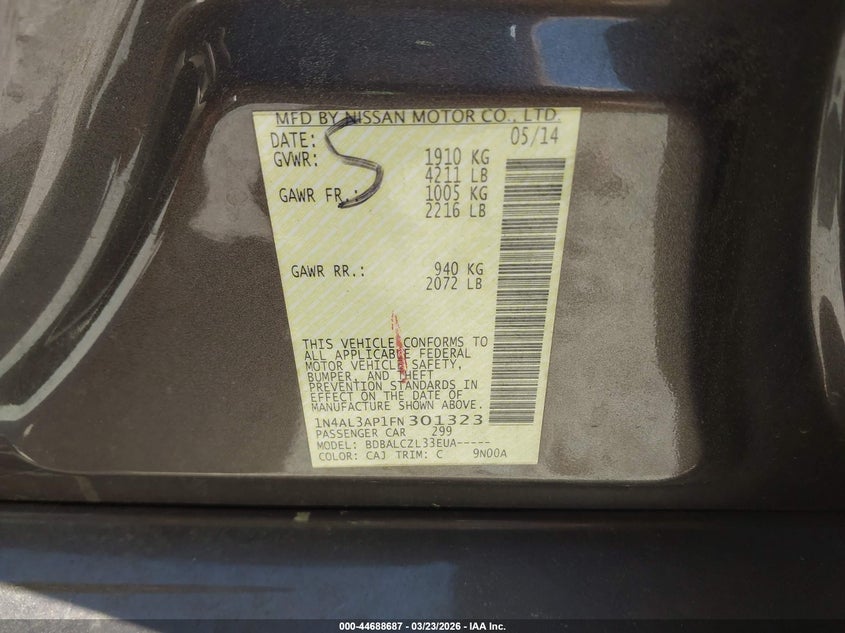 MFD BY NISSAN MOTOR CO., LTD.
DATE: 05/14
GVWR: 1910 KG
4211 LB
GAWR FR.: 1005 KG
2216 LB
GAWR RR.: 940 KG
2072 LB
THIS VEHICLE CONFORMS TO
ALL APPLICABLE FEDERAL
MOTOR VEHICLE SAFETY,
BUMPER, AND THEFT
PREVENTION STANDARDS IN
EFFECT ON THE DATE OF
MANUFACTURE SHOWN ABOVE.
1N4AL3AP1FN301323
PASSENGER CAR 299
MODEL: BDBALCZL33EUA-----
COLOR: CAJ TRIM: C 9N00A
S
000-44688687 - 03/23/2026 - IAA Inc.